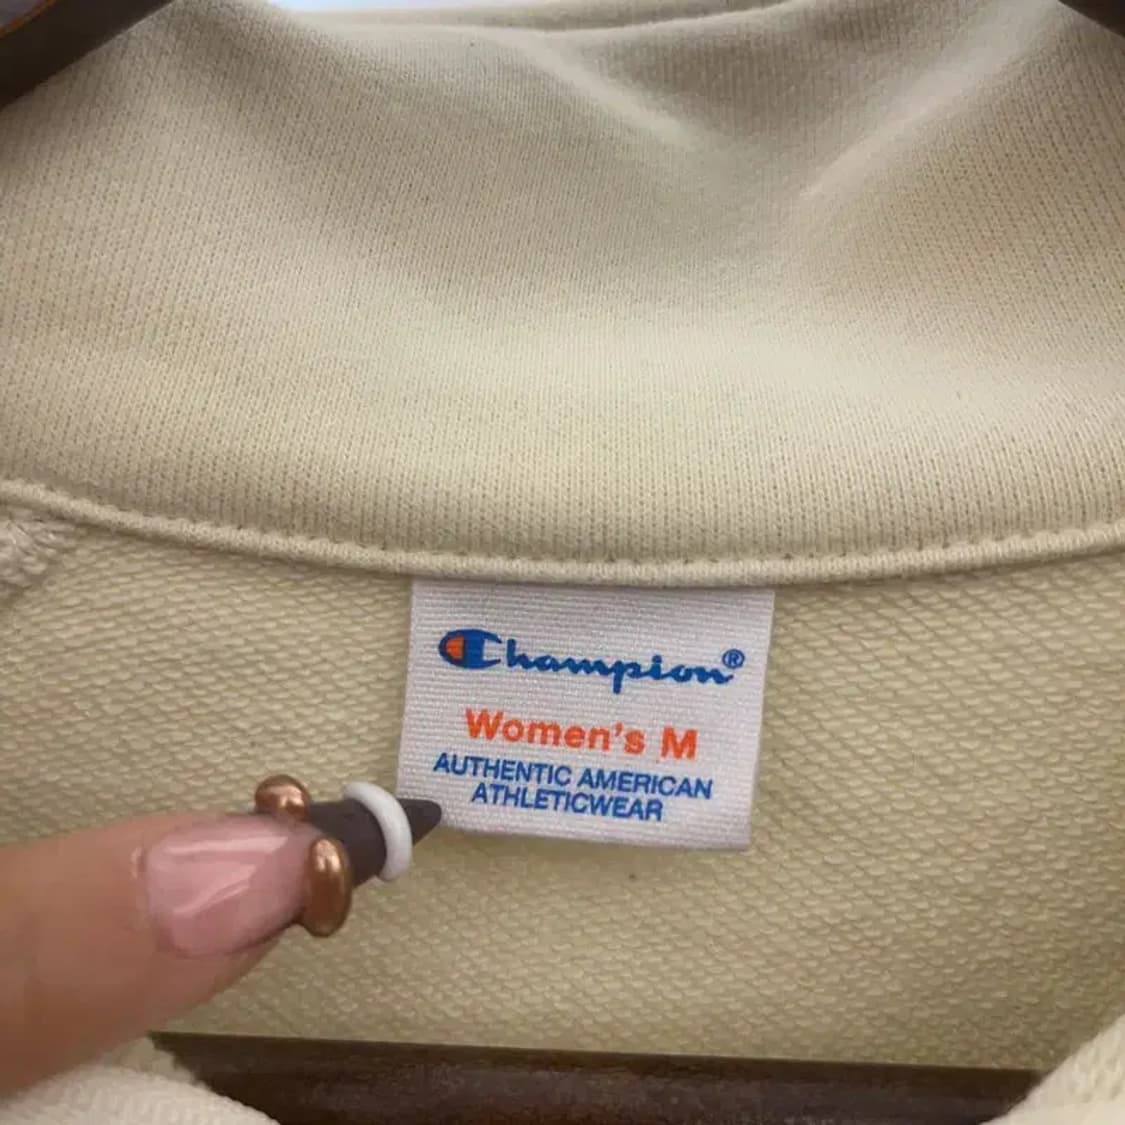 Champion®
Women's M
AUTHENTIC AMERICAN
ATHLETICWEAR